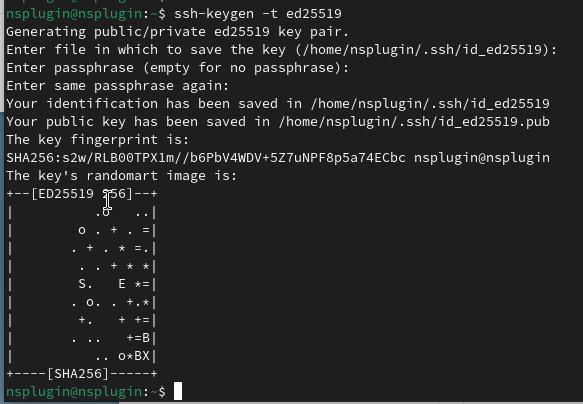 nsplugin@nsplugin:~$ ssh-keygen -t ed25519
Generating public/private ed25519 key pair.
Enter file in which to save the key (/home/nsplugin/.ssh/id_ed25519):
Enter passphrase (empty for no passphrase):
Enter same passphrase again:
Your identification has been saved in /home/nsplugin/.ssh/id_ed25519
Your public key has been saved in /home/nsplugin/.ssh/id_ed25519.pub
The key fingerprint is:
SHA256:s2w/RLB00TPX1m//b6PbV4WDV+5Z7uNPF8p5a74ECbc nsplugin@nsplugin
The key's randomart image is:
+--[ED25519 256]--+
|          .o   ..|
|        o . + . =|
|       . + . * =.|
|        . . + * *|
|        S.   E *=|
|       . o. . +.*|
|        +.   + +=|
|       . ..   +=B|
|          .. o*BX|
+----[SHA256]-----+
nsplugin@nsplugin:~$